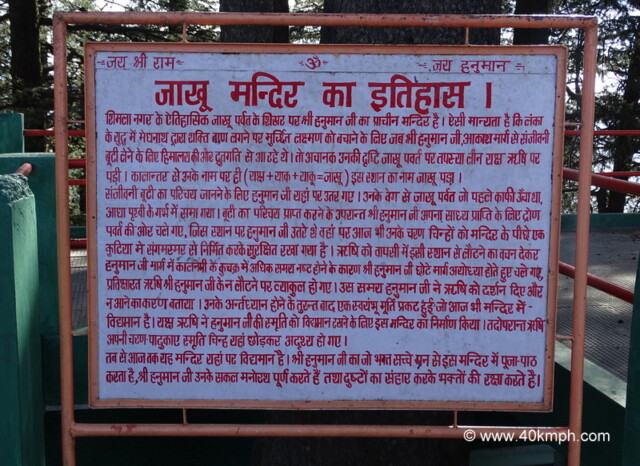 -जय श्री राम-
ॐ
-जय हनुमान-
जाखू मन्दिर का इतिहास ।
शिमला नगर के ऐतिहासिक जाखू पर्वत के शिखर पर श्री हनुमान जी का प्राचीन मन्दिर है । ऐसी मान्यता है कि लंका
के युद्ध में मेघनाथ द्वारा शक्ति बाण लगने पर मुर्छित लक्ष्मण को बचाने के लिए जब श्री हनुमान जी,आकाश मार्ग से संजीवनी
बूटी लेने के लिए हिमालय की और दुतगति से आ रहे थे । तो अचानक उनकी दृष्टि जाखू पर्वत पर तपस्या लीन यक्ष ऋषि पर
पड़ी । कालान्तर से उनके नाम पर ही (यक्ष+याक+याकू=जाखू) इस स्थान का नाम जाखू पड़ा ।
संजीवनी बूटी का परिचय जानने के लिए हनुमान जी यहां पर उतर गए । उनके वेग से जाखू पर्वत जो पहले काफी ऊँचा था,
आधा पृथ्वी के गर्भ में समा गया । बूटी का परिचय प्राप्त करने के उपरान्त श्री हनुमान जी अपनी साध्य प्राप्ति के लिए द्रोण
पर्वत की ओर चले गए, जिस स्थान पर हनुमान जी उतरे थे वहां पर आज भी उनके चरण चिन्हों को मन्दिर के पीछे एक
कुटिया में संगमरमर से निर्मित करके सुरक्षित रखा गया है । ऋषि को वापसी में इसी स्थान से लौटने का वचन देकर
हनुमान जी मार्ग में कालनेमी के कुचक्र में अधिक समय नष्ट होने के कारण श्री हनुमान जी छोटे मार्ग अयोध्या होते हुए चले गए,
प्रतिक्षारत ऋषि श्री हनुमान जी के न लौटने पर व्याकुल हो गए । उस समय हनुमान जी ने ऋषि को दर्शन दिए और
न आने का कारण बताया । उनके अर्न्तध्यान होने के तुरन्त बाद एक स्वयंभू मूर्ति प्रकट हुई जो आज भी मन्दिर में -
विद्यमान है । यक्ष ऋषि ने हनुमान जी की स्मृति को विद्यमान रखने के लिए इस मन्दिर का निर्माण किया । तदोपरान्त ऋषि
अपनी चरण पादुकाएं स्मृति चिन्ह यहां छोड़कर अदृश्य हो गए ।
तब से आज तक यह मन्दिर यहां पर विद्यमान है । श्री हनुमान जी का जो भक्त सच्चे मन से इस मन्दिर में पूजा-पाठ
करता है,श्री हनुमान जी उनके सकल मनोरथ पूर्ण करते हैं तथा दुष्टों का संहार करके भक्तों की रक्षा करते है ।
© www.40kmph.com